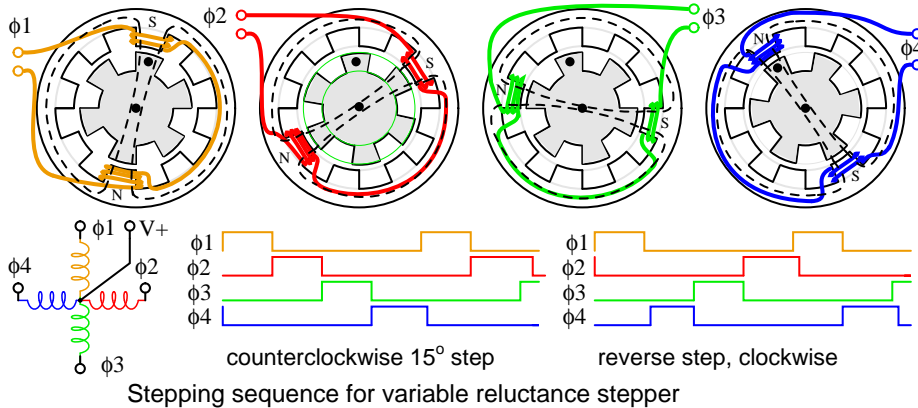 ϕ1
S
N
ϕ2
S
N
ϕ3
N
S
ϕ4
N
S
ϕ1 V+
ϕ4
ϕ2
ϕ3
ϕ1
ϕ2
ϕ3
ϕ4
counterclockwise 15° step
ϕ1
ϕ2
ϕ3
ϕ4
reverse step, clockwise
Stepping sequence for variable reluctance stepper